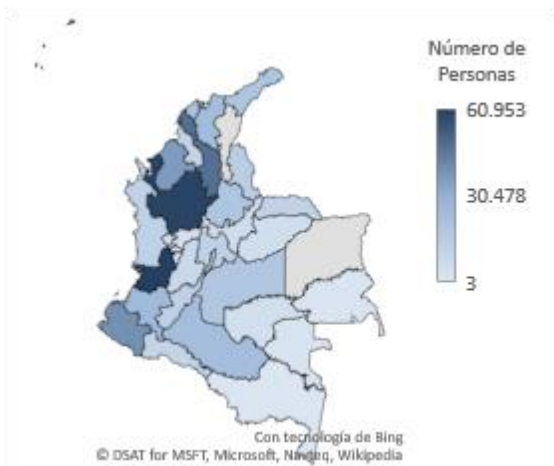 Número de
Personas
60.953
30.478
3
Con tecnología de Bing
© DSAT for MSFT, Microsoft, Navteq, Wikipedia